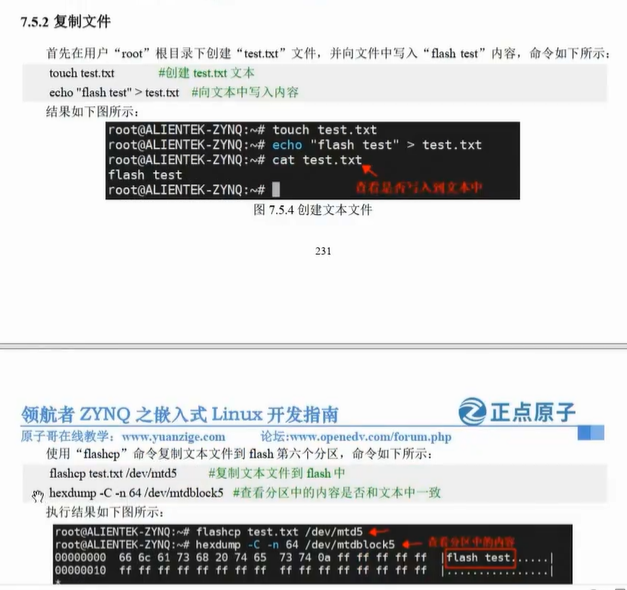 7.5.2 复制文件
首先在用户“root”根目录下创建“test.txt”文件，并向文件中写入“flash test”内容，命令如下所示：
touch test.txt #创建 test.txt 文本
echo "flash test" > test.txt #向文本中写入内容
结果如下图所示：
root@ALIENTEK-ZYNQ:~# touch test.txt
root@ALIENTEK-ZYNQ:~# echo "flash test" > test.txt
root@ALIENTEK-ZYNQ:~# cat test.txt
flash test
root@ALIENTEK-ZYNQ:~#
查看是否写入到文本中
图 7.5.4 创建文本文件
231
领航者 ZYNQ 之嵌入式 Linux 开发指南
正点原子
原子哥在线教学：www.yuanzige.com 论坛:www.openedv.com/forum.php
使用“flashcp”命令复制文本文件到 flash 第六个分区，命令如下所示：
flashcp test.txt /dev/mtd5 #复制文本文件到 flash 中
hexdump -C -n 64 /dev/mtdblock5 #查看分区中的内容是否和文本中一致
执行结果如下图所示：
root@ALIENTEK-ZYNQ:~# flashcp test.txt /dev/mtd5
root@ALIENTEK-ZYNQ:~# hexdump -C -n 64 /dev/mtdblock5 查看分区中的内容
00000000 66 6c 61 73 68 20 74 65 73 74 0a ff ff ff ff ff |flash test......|
00000010 ff ff ff ff ff ff ff ff ff ff ff ff ff ff ff ff |................|
*